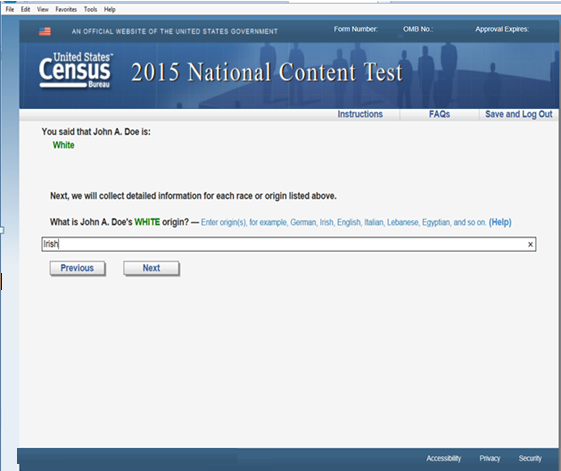 File Edit View Favorites Tools Help
AN OFFICIAL WEBSITE OF THE UNITED STATES GOVERNMENT Form Number: OMB No.: Approval Expires:
United States™
Census
Bureau
2015 National Content Test
Instructions FAQs Save and Log Out
You said that John A. Doe is:
White
Next, we will collect detailed information for each race or origin listed above.
What is John A. Doe's WHITE origin? — Enter origin(s), for example, German, Irish, English, Italian, Lebanese, Egyptian, and so on. (Help)
Irish x
Previous Next
Accessibility Privacy Security